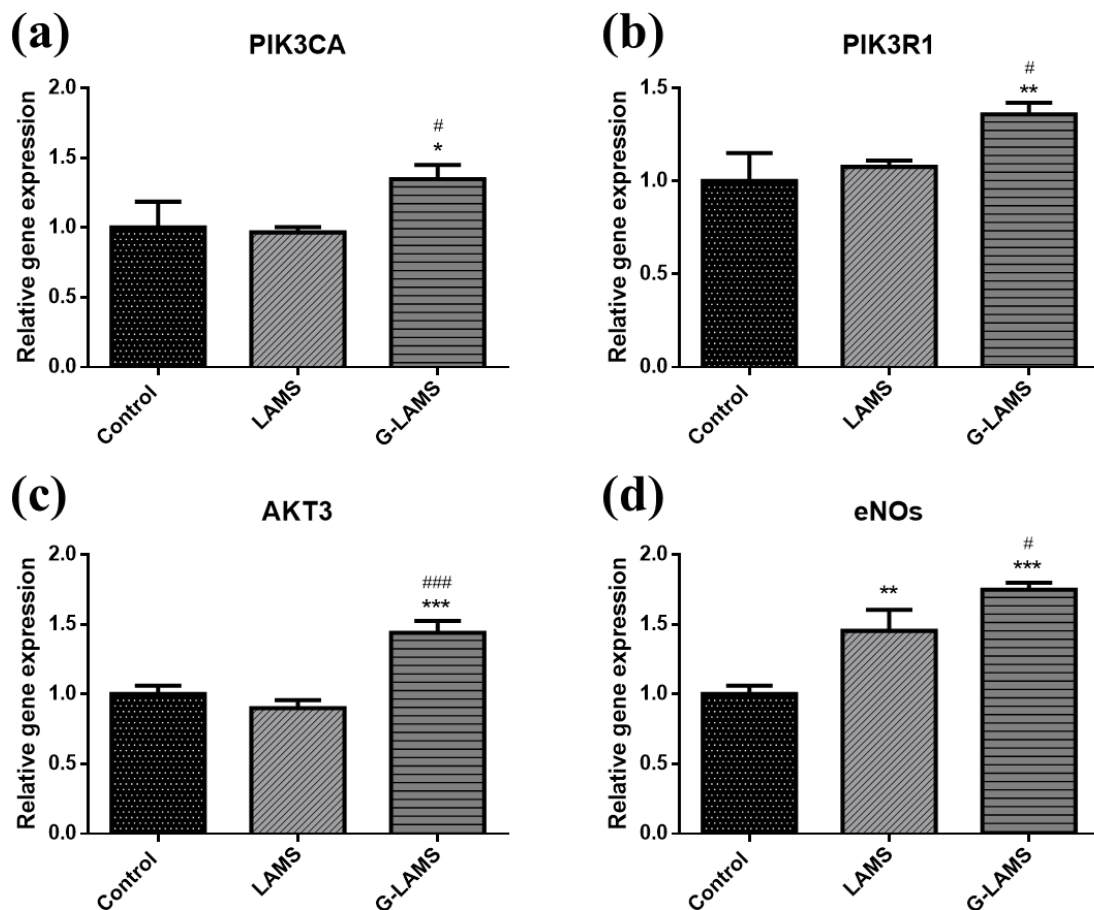 (a)
PIK3CA
Relative gene expression
2.0
1.5
1.0
0.5
0.0
#
*
Control
LAMS
G-LAMS
(b)
PIK3R1
Relative gene expression
1.5
1.0
0.5
0.0
#
**
Control
LAMS
G-LAMS
(c)
AKT3
Relative gene expression
2.0
1.5
1.0
0.5
0.0
###
***
Control
LAMS
G-LAMS
(d)
eNOs
Relative gene expression
2.0
1.5
1.0
0.5
0.0
**
#
***
Control
LAMS
G-LAMS